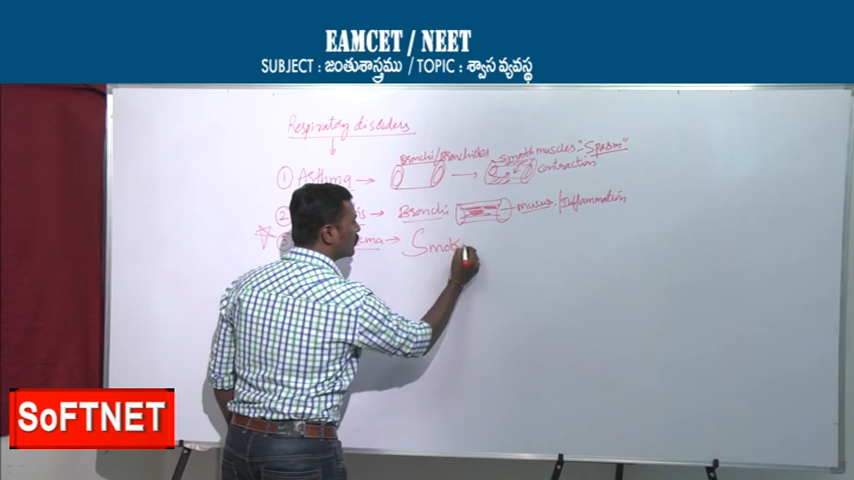 EAMCET / NEET
SUBJECT : జంతుశాస్త్రము / TOPIC : శ్వాస వ్యవస్థ
Respiratory disorders
Bronchi/Bronchioles
Smooth muscles - "Spasm"
① Asthma
contraction
② Bronchi
mucus / Inflammation
③
Smok
SoFTNET